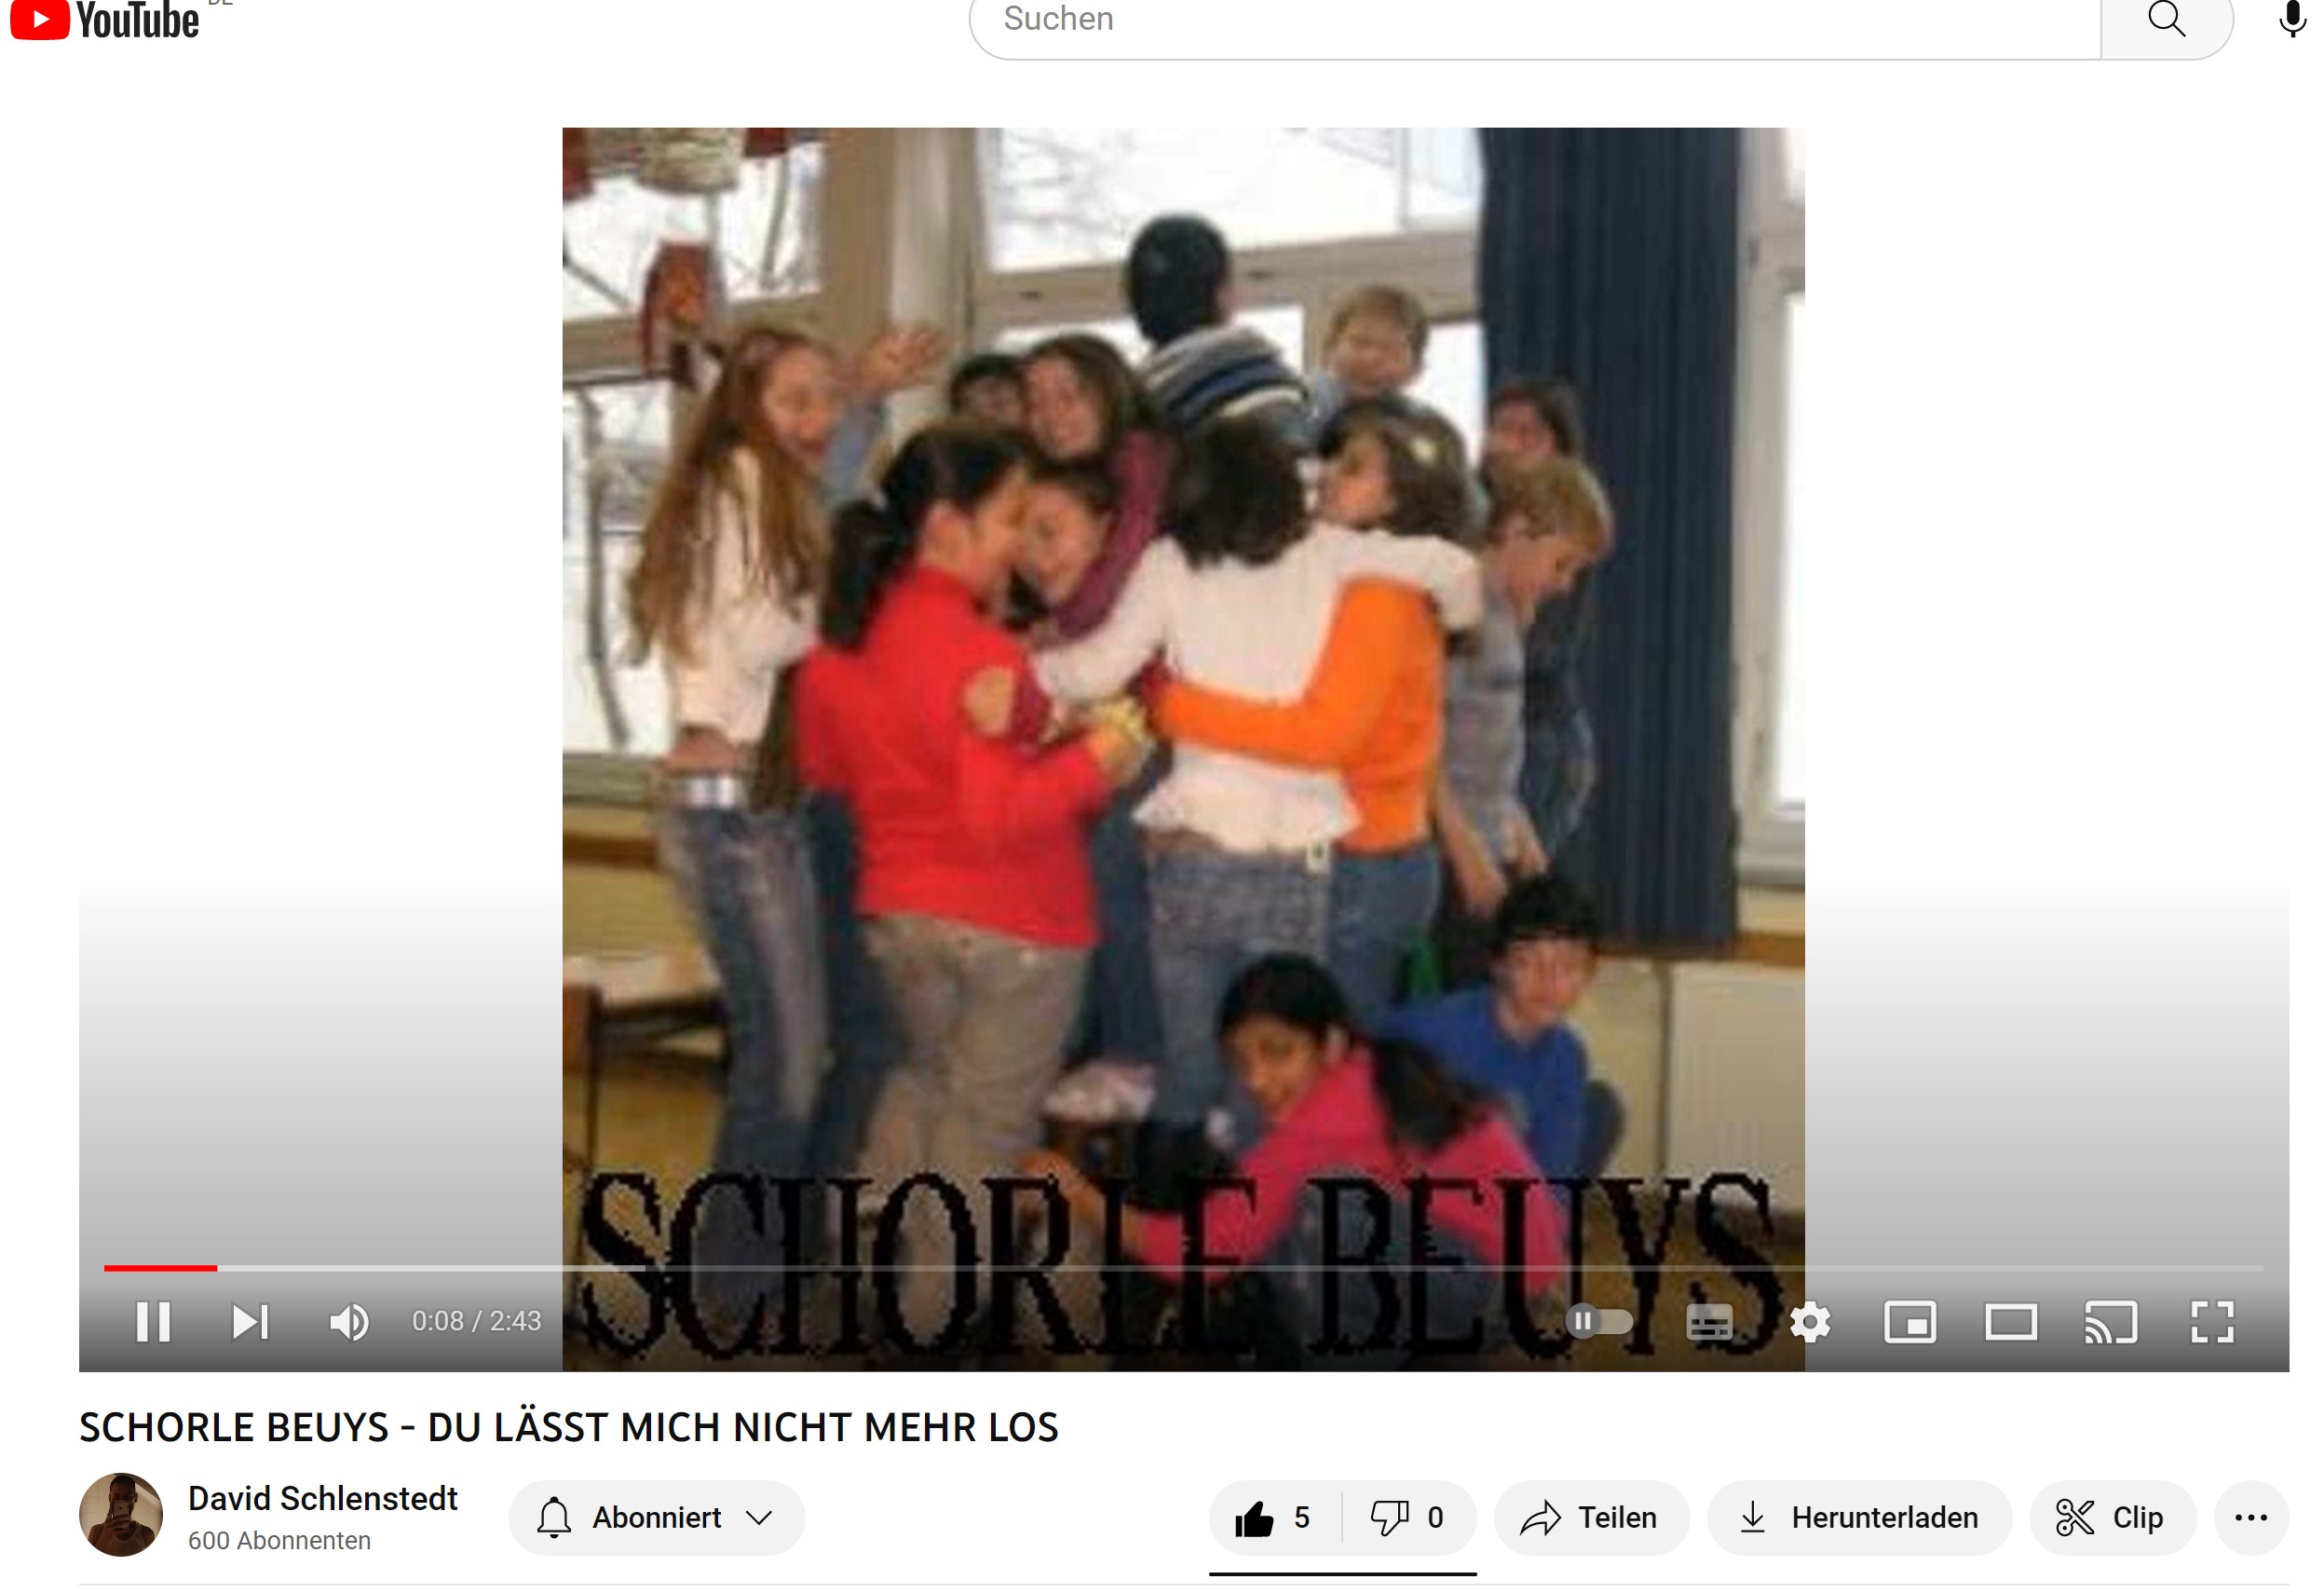 YouTube
Suchen
SCHORLE BEUYS
0:08 / 2:43
SCHORLE BEUYS - DU LÄSST MICH NICHT MEHR LOS
David Schlenstedt
600 Abonnenten
Abonniert
5
0
Teilen
Herunterladen
Clip